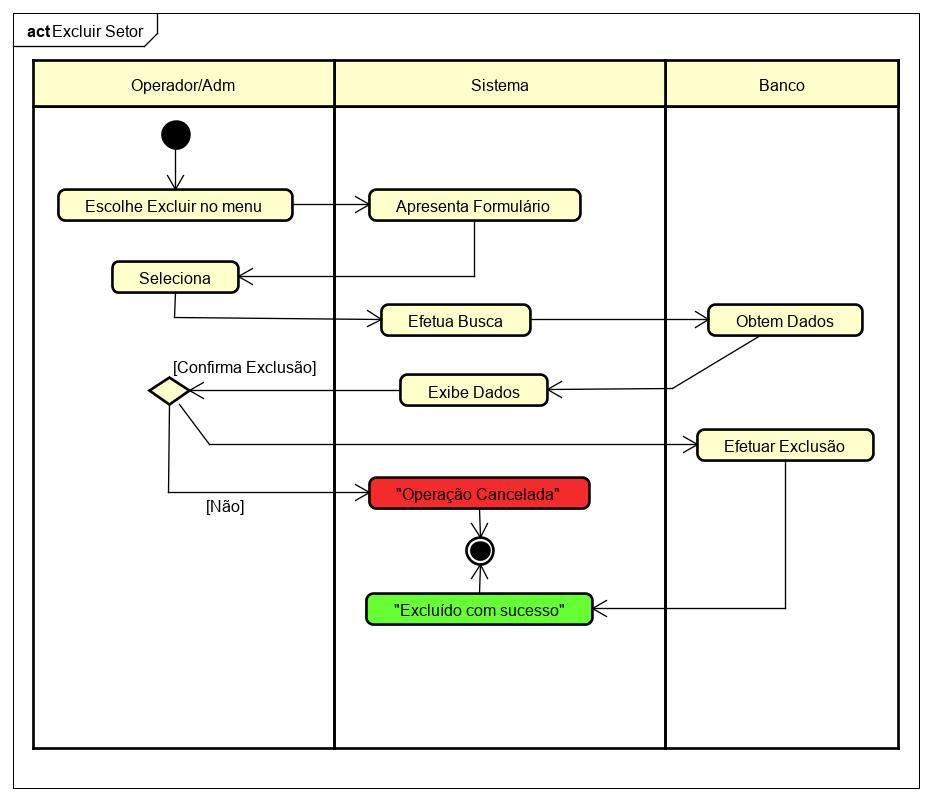 act Excluir Setor
Operador/Adm
Sistema
Banco
Escolhe Excluir no menu
Apresenta Formulário
Seleciona
Efetua Busca
Obtem Dados
[Confirma Exclusão]
Exibe Dados
Efetuar Exclusão
"Operação Cancelada"
[Não]
"Excluído com sucesso"